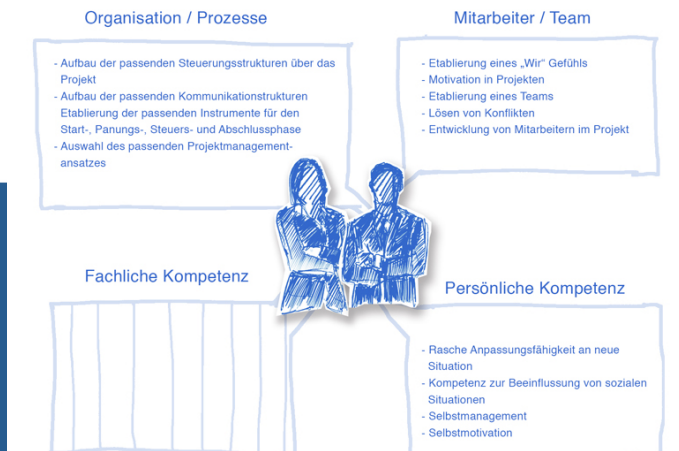 Organisation / Prozesse
- Aufbau der passenden Steuerungsstrukturen über das
Projekt
- Aufbau der passenden Kommunikationstrukturen
Etablierung der passenden Instrumente für den
Start-, Panungs-, Steuers- und Abschlussphase
- Auswahl des passenden Projektmanagement-
ansatzes
Mitarbeiter / Team
- Etablierung eines „Wir“ Gefühls
- Motivation in Projekten
- Etablierung eines Teams
- Lösen von Konflikten
- Entwicklung von Mitarbeitern im Projekt
Fachliche Kompetenz
Persönliche Kompetenz
- Rasche Anpassungsfähigkeit an neue
Situation
- Kompetenz zur Beeinflussung von sozialen
Situationen
- Selbstmanagement
- Selbstmotivation